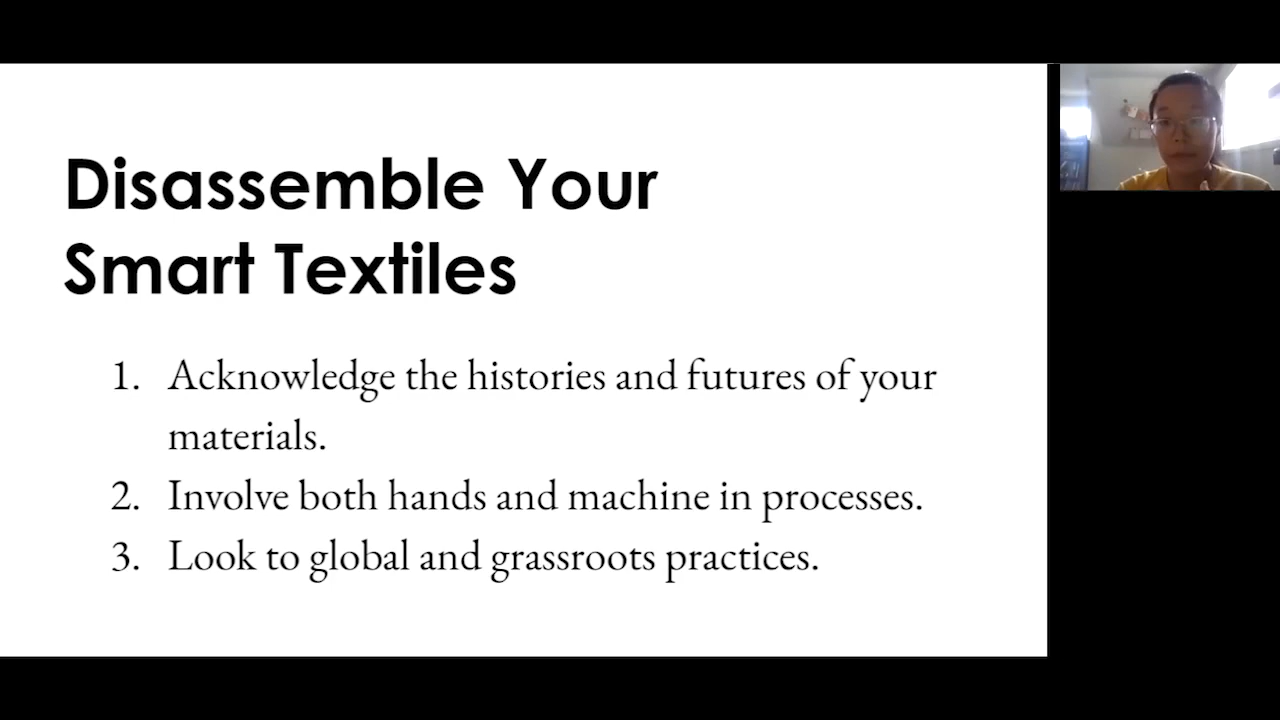 Disassemble Your
Smart Textiles
1. Acknowledge the histories and futures of your
materials.
2. Involve both hands and machine in processes.
3. Look to global and grassroots practices.